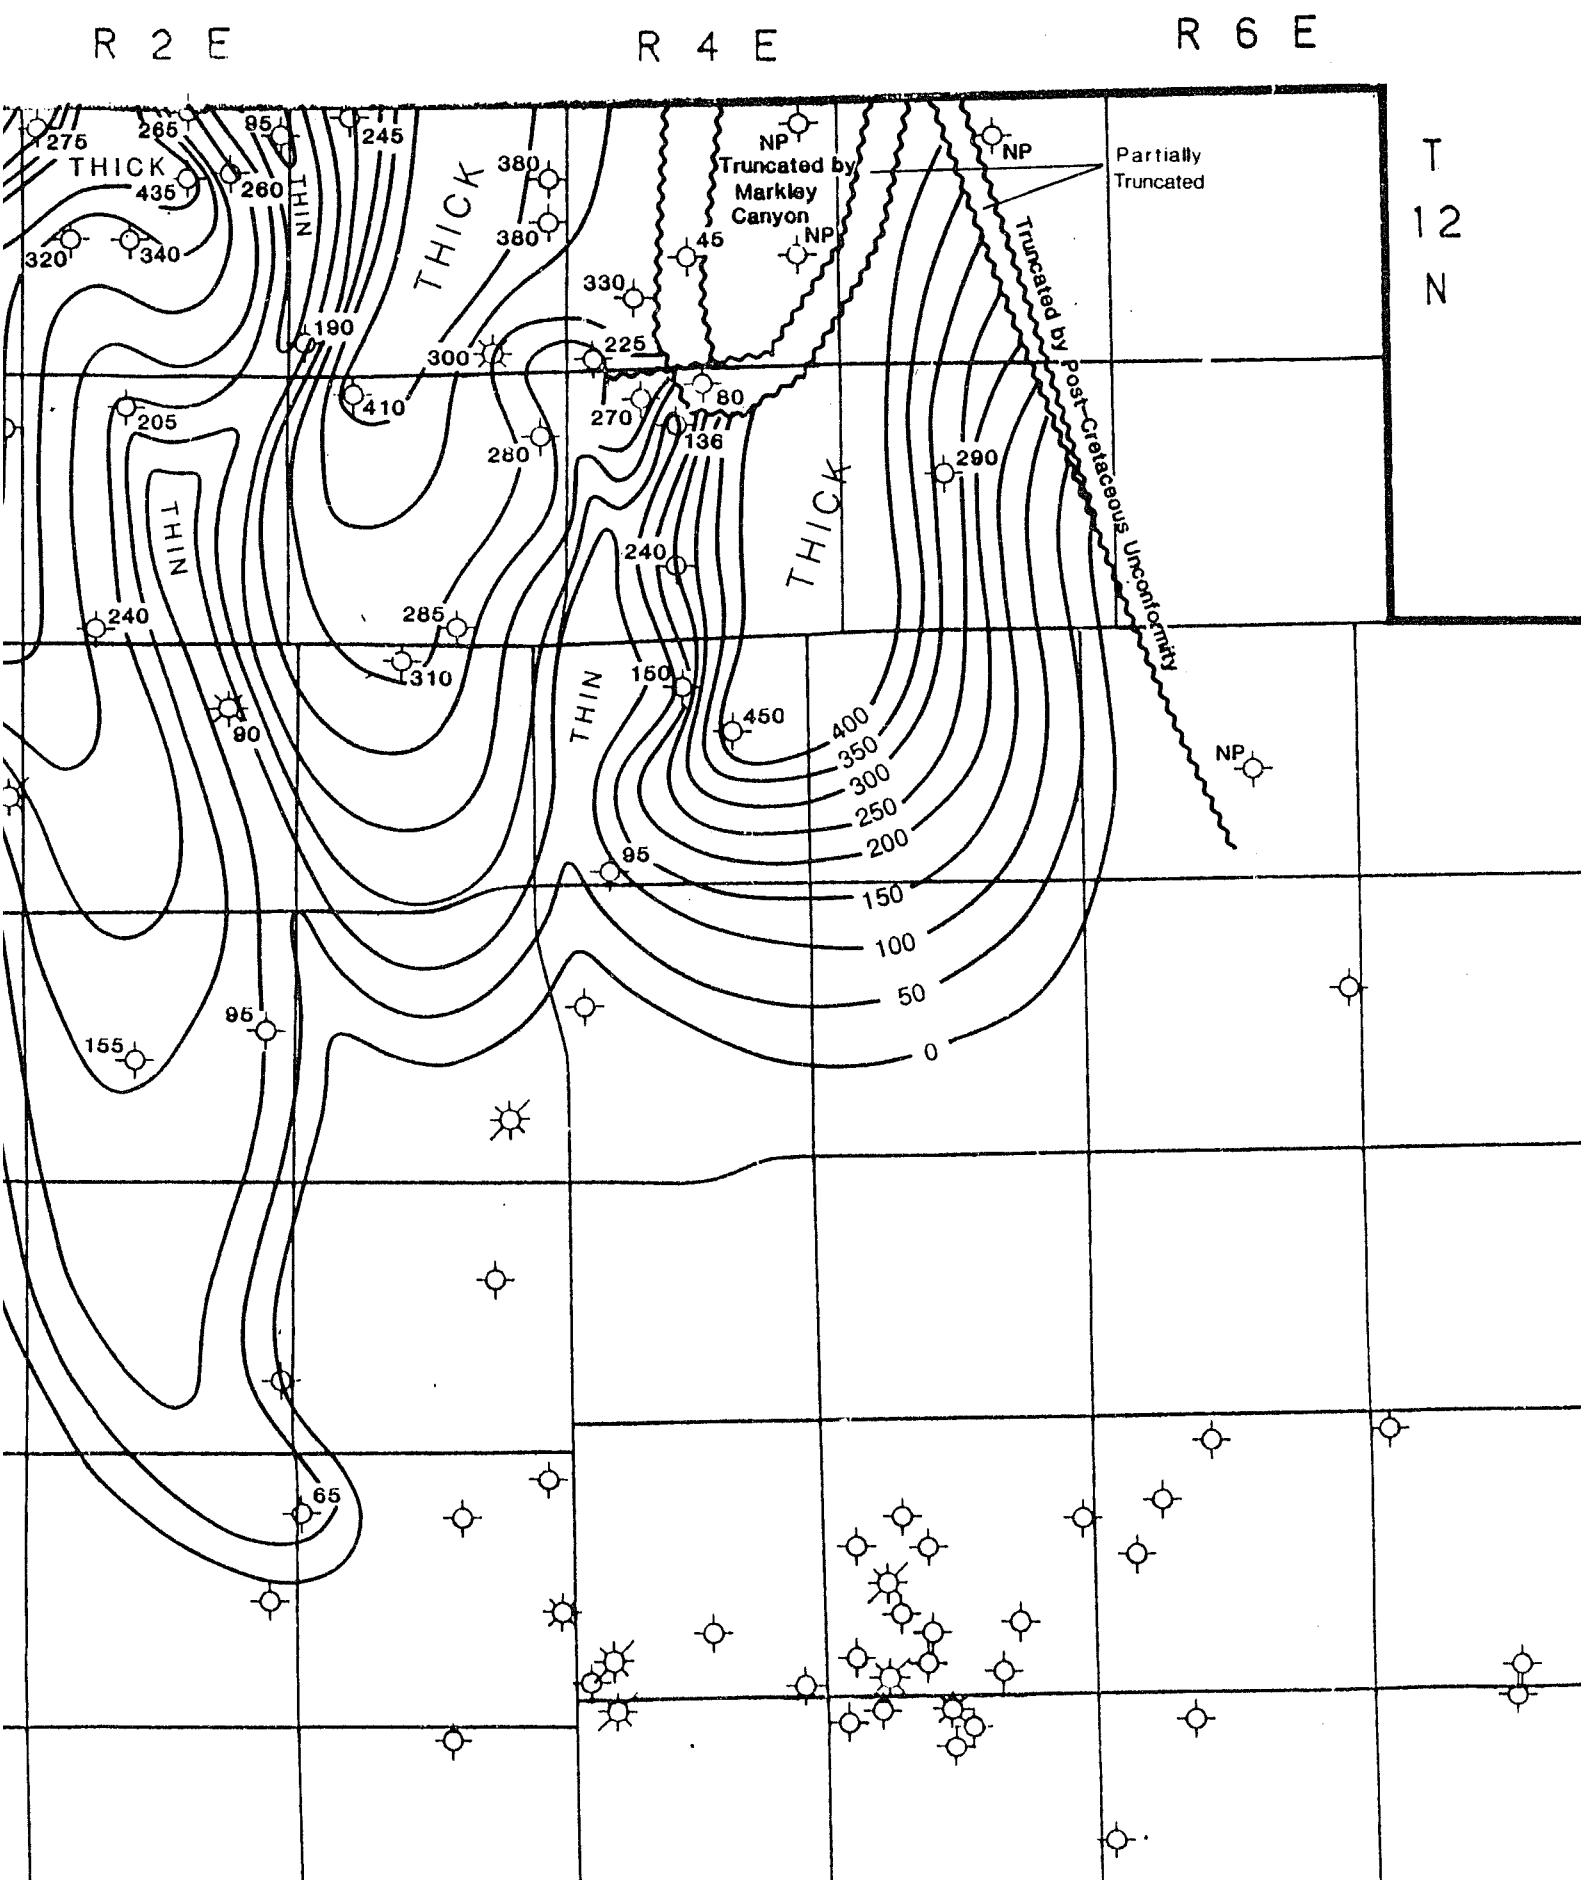 R 2 E
R 4 E
R 6 E
T
12
N
275
265
95
245
THICK
435
260
THIN
320
340
190
THICK
380
380
NP
Truncated by
Markley
Canyon
NP
Partially
Truncated
NP
45
330
225
300
410
205
270
80
136
280
290
Truncated by Post-Cretaceous Unconformity
THICK
THIN
240
240
285
310
150
THIN
450
90
NP
400
350
300
250
200
150
100
50
0
95
95
155
65